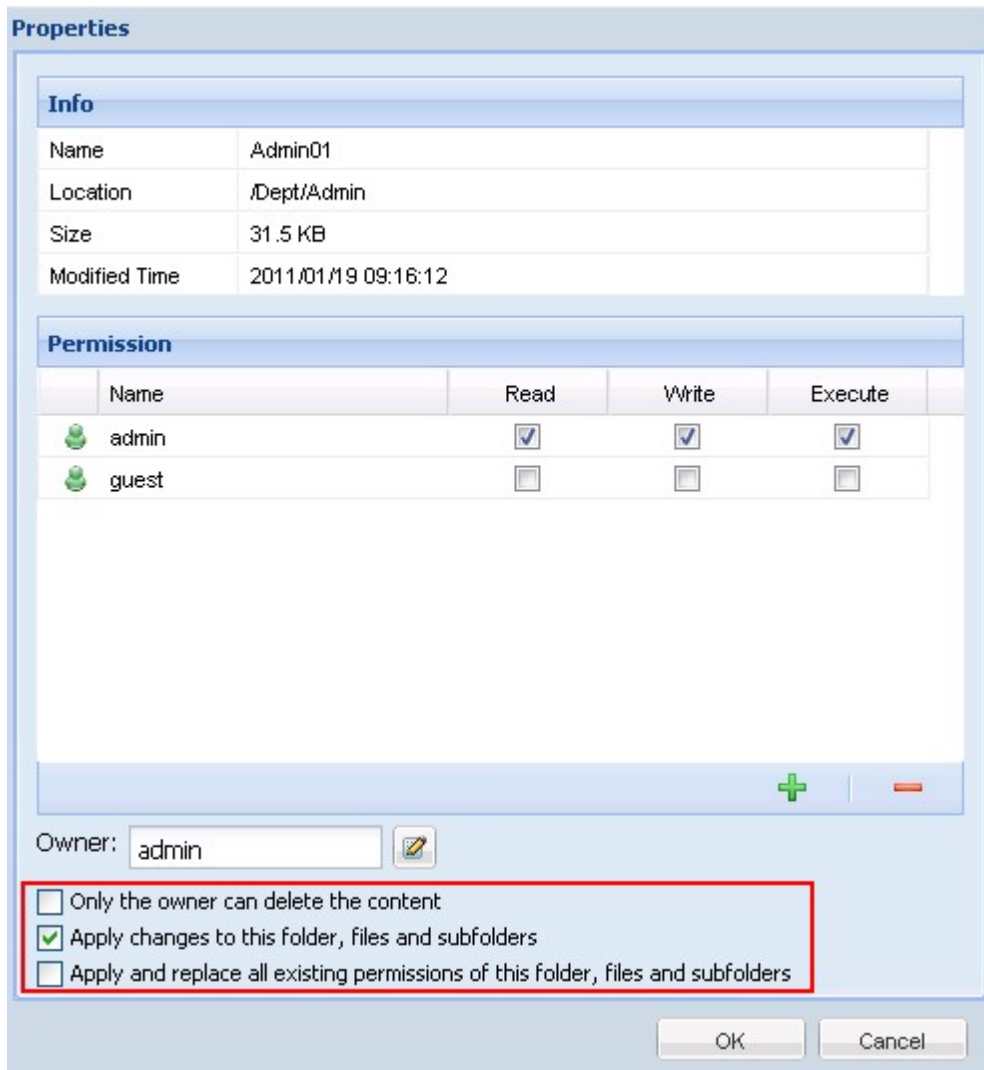 Properties
Info
Name Admin01
Location /Dept/Admin
Size 31.5 KB
Modified Time 2011/01/19 09:16:12
Permission
Name Read Write Execute
admin
guest
Owner: admin
Only the owner can delete the content
Apply changes to this folder, files and subfolders
Apply and replace all existing permissions of this folder, files and subfolders
OK Cancel